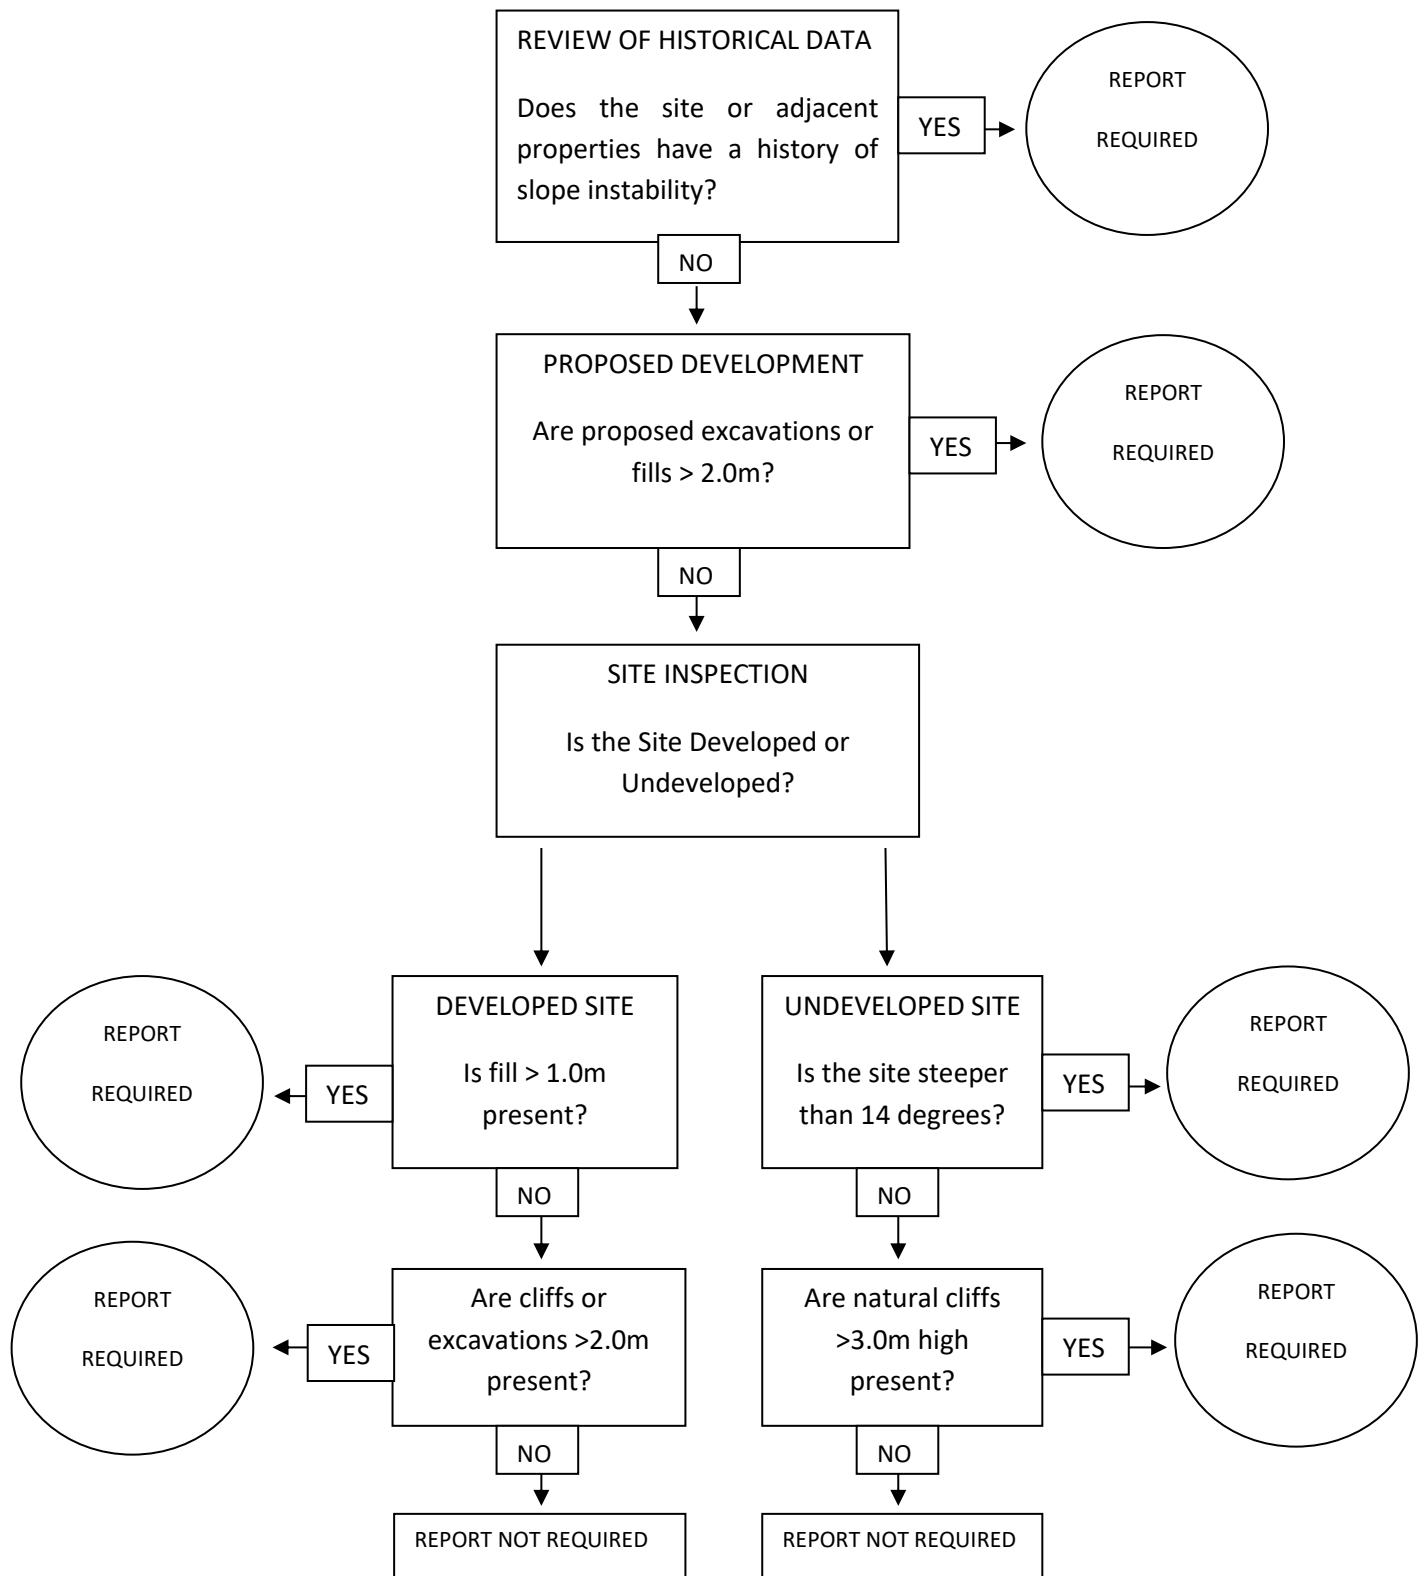 REVIEW OF HISTORICAL DATA
Does the site or adjacent
properties have a history of
slope instability?
YES
REPORT
REQUIRED
NO
PROPOSED DEVELOPMENT
Are proposed excavations or
fills > 2.0m?
YES
REPORT
REQUIRED
NO
SITE INSPECTION
Is the Site Developed or
Undeveloped?
DEVELOPED SITE
Is fill > 1.0m
present?
YES
REPORT
REQUIRED
NO
Are cliffs or
excavations >2.0m
present?
YES
REPORT
REQUIRED
NO
REPORT NOT REQUIRED
UNDEVELOPED SITE
Is the site steeper
than 14 degrees?
YES
REPORT
REQUIRED
NO
Are natural cliffs
>3.0m high
present?
YES
REPORT
REQUIRED
NO
REPORT NOT REQUIRED